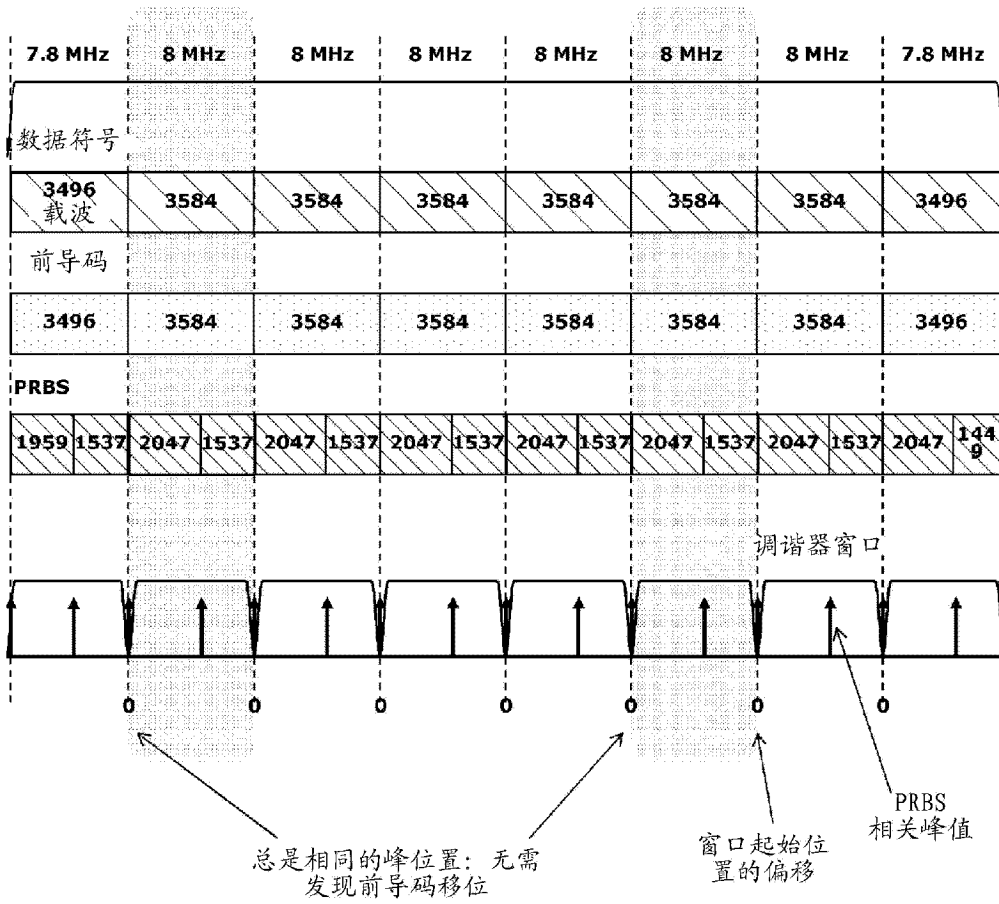 7.8 MHz 8 MHz 8 MHz 8 MHz 8 MHz 8 MHz 8 MHz 7.8 MHz
数据符号
3496
载波 3584 3584 3584 3584 3584 3584 3496
前导码
3496 3584 3584 3584 3584 3584 3584 3496
PRBS
1959 1537 2047 1537 2047 1537 2047 1537 2047 1537 2047 1537 2047 1537 2047 144
9
调谐器窗口
0 0 0 0 0 0 0
PRBS
相关峰值
窗口起始位
置的偏移
总是相同的峰位置：无需
发现前导码移位